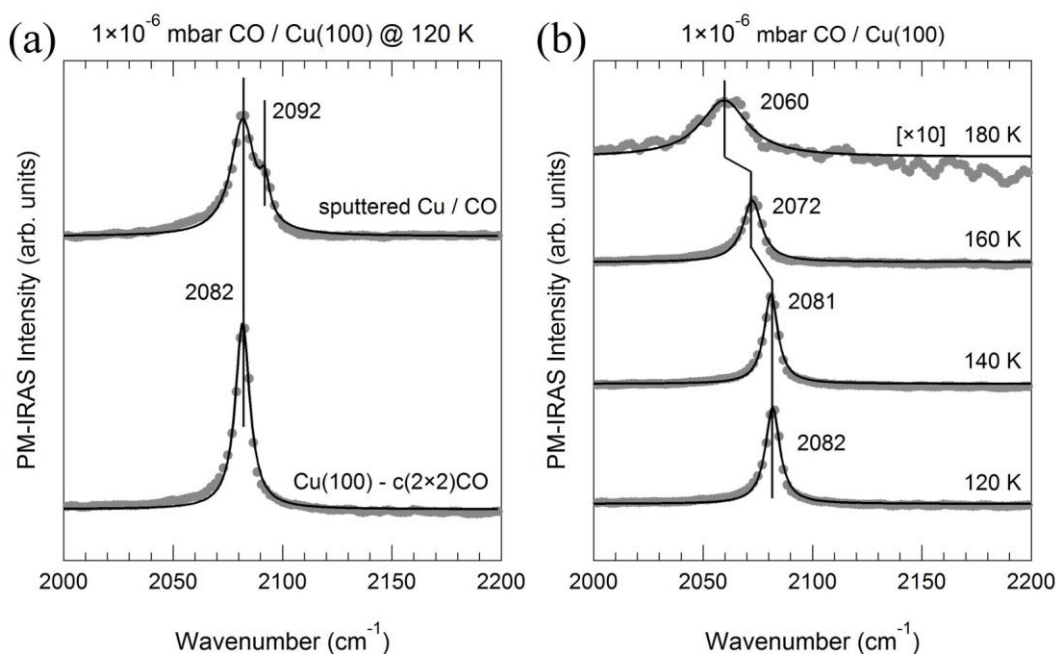 (a)
1×10⁻⁶ mbar CO / Cu(100) @ 120 K
PM-IRAS Intensity (arb. units)
2092
sputtered Cu / CO
2082
Cu(100) - c(2×2)CO
2000 2050 2100 2150 2200
Wavenumber (cm⁻¹)
(b)
1×10⁻⁶ mbar CO / Cu(100)
PM-IRAS Intensity (arb. units)
2060
[×10] 180 K
2072
160 K
2081
140 K
2082
120 K
2000 2050 2100 2150 2200
Wavenumber (cm⁻¹)